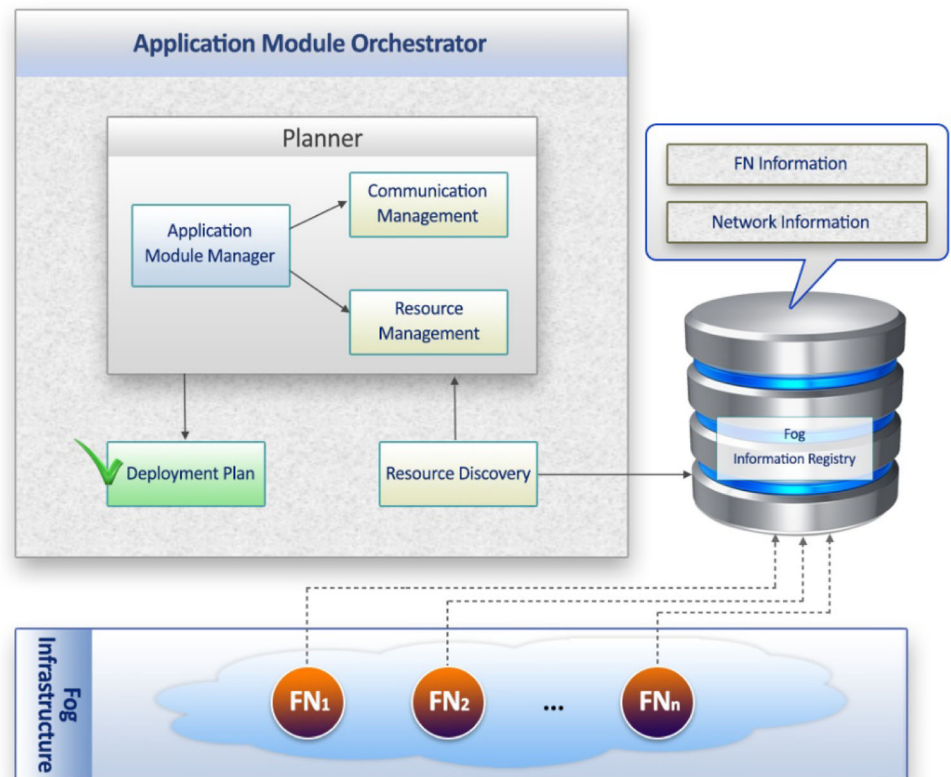 Application Module Orchestrator
Planner
Communication
Management
Application
Module Manager
Resource
Management
Deployment Plan
Resource Discovery
FN Information
Network Information
Fog
Information Registry
Fog
Infrastructure
FN₁
FN₂
...
FNₙ